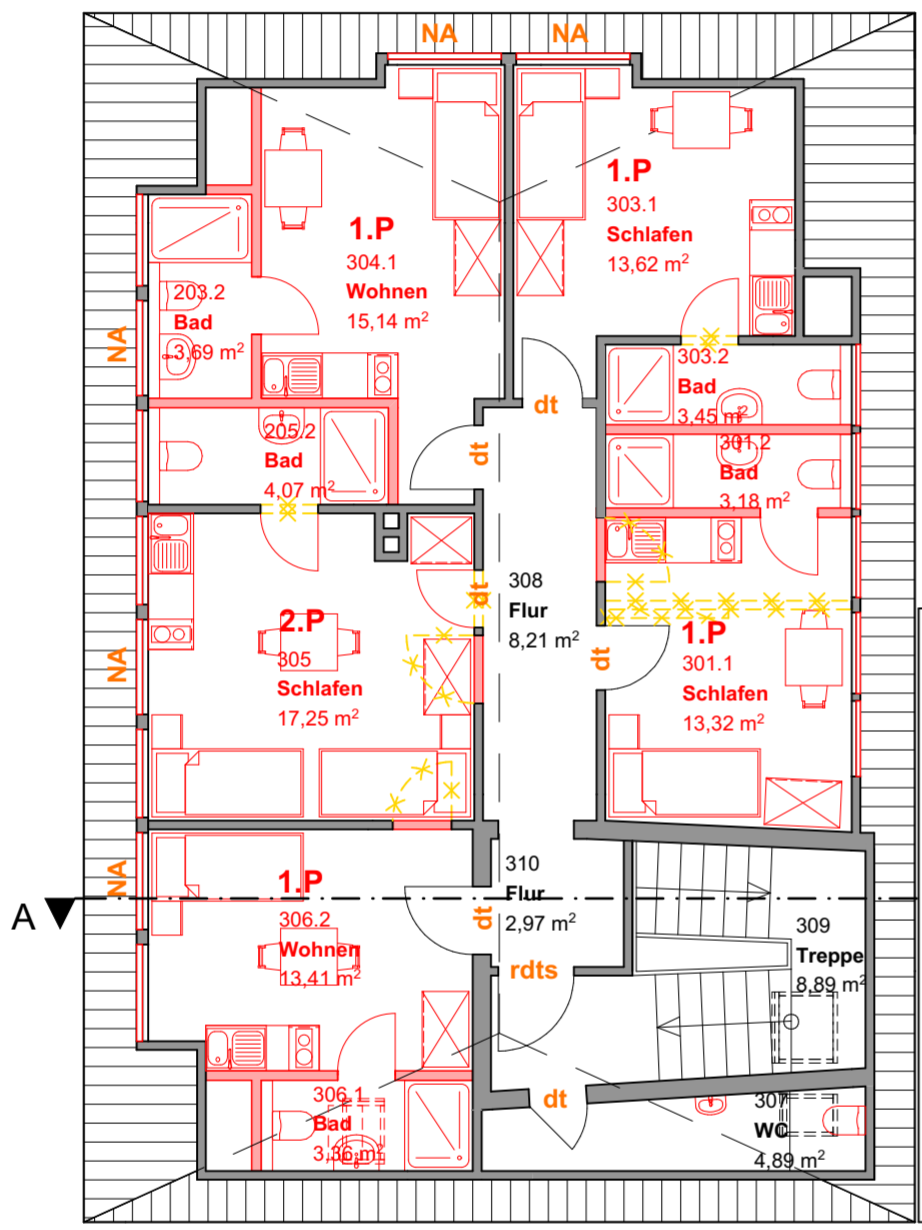 NA
NA
1.P
303.1
Schlafen
13,62 m²
1.P
304.1
Wohnen
15,14 m²
203.2
Bad
3,69 m²
NA
303.2
Bad
3,45 m²
dt
205.2
Bad
4,07 m²
dt
301.2
Bad
3,18 m²
308
Flur
8,21 m²
dt
2.P
305
Schlafen
17,25 m²
NA
dt
1.P
301.1
Schlafen
13,32 m²
310
Flur
2,97 m²
dt
rdts
NA
A
1.P
306.2
Wohnen
13,41 m²
309
Treppe
8,89 m²
306.1
Bad
3,36 m²
dt
307
WC
4,89 m²